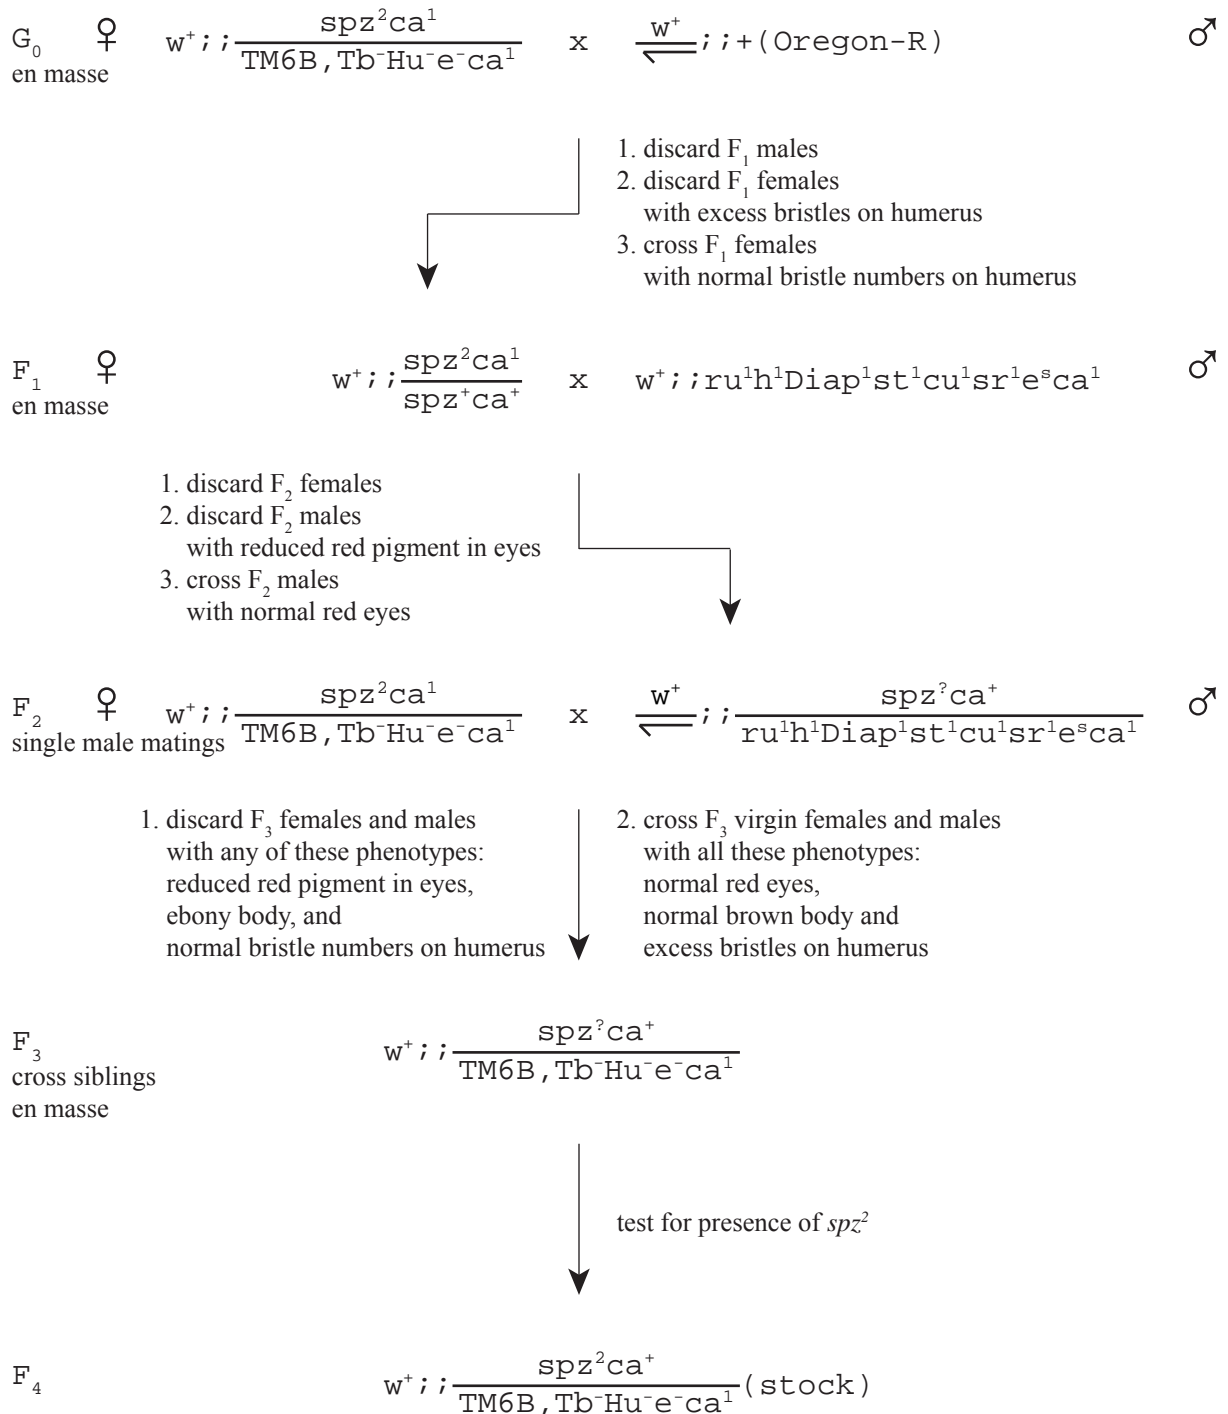 G₀ ♀ w⁺;; spz²ca¹ / TM6B,Tb⁻Hu⁻e⁻ca¹ x w⁺ / ⇁;;+(Oregon-R) ♂
en masse
1. discard F₁ males
2. discard F₁ females
with excess bristles on humerus
3. cross F₁ females
with normal bristle numbers on humerus
F₁ ♀ w⁺;; spz²ca¹ / spz⁺ca⁺ x w⁺;;ru¹h¹Diap¹st¹cu¹sr¹eˢca¹ ♂
en masse
1. discard F₂ females
2. discard F₂ males
with reduced red pigment in eyes
3. cross F₂ males
with normal red eyes
F₂ ♀ w⁺;; spz²ca¹ / TM6B,Tb⁻Hu⁻e⁻ca¹ x w⁺ / ⇁;; spz?ca⁺ / ru¹h¹Diap¹st¹cu¹sr¹eˢca¹ ♂
single male matings
1. discard F₃ females and males
with any of these phenotypes:
reduced red pigment in eyes,
ebony body, and
normal bristle numbers on humerus
2. cross F₃ virgin females and males
with all these phenotypes:
normal red eyes,
normal brown body and
excess bristles on humerus
F₃ w⁺;; spz?ca⁺ / TM6B,Tb⁻Hu⁻e⁻ca¹
cross siblings
en masse
test for presence of spz²
F₄ w⁺;; spz²ca⁺ / TM6B,Tb⁻Hu⁻e⁻ca¹ (stock)